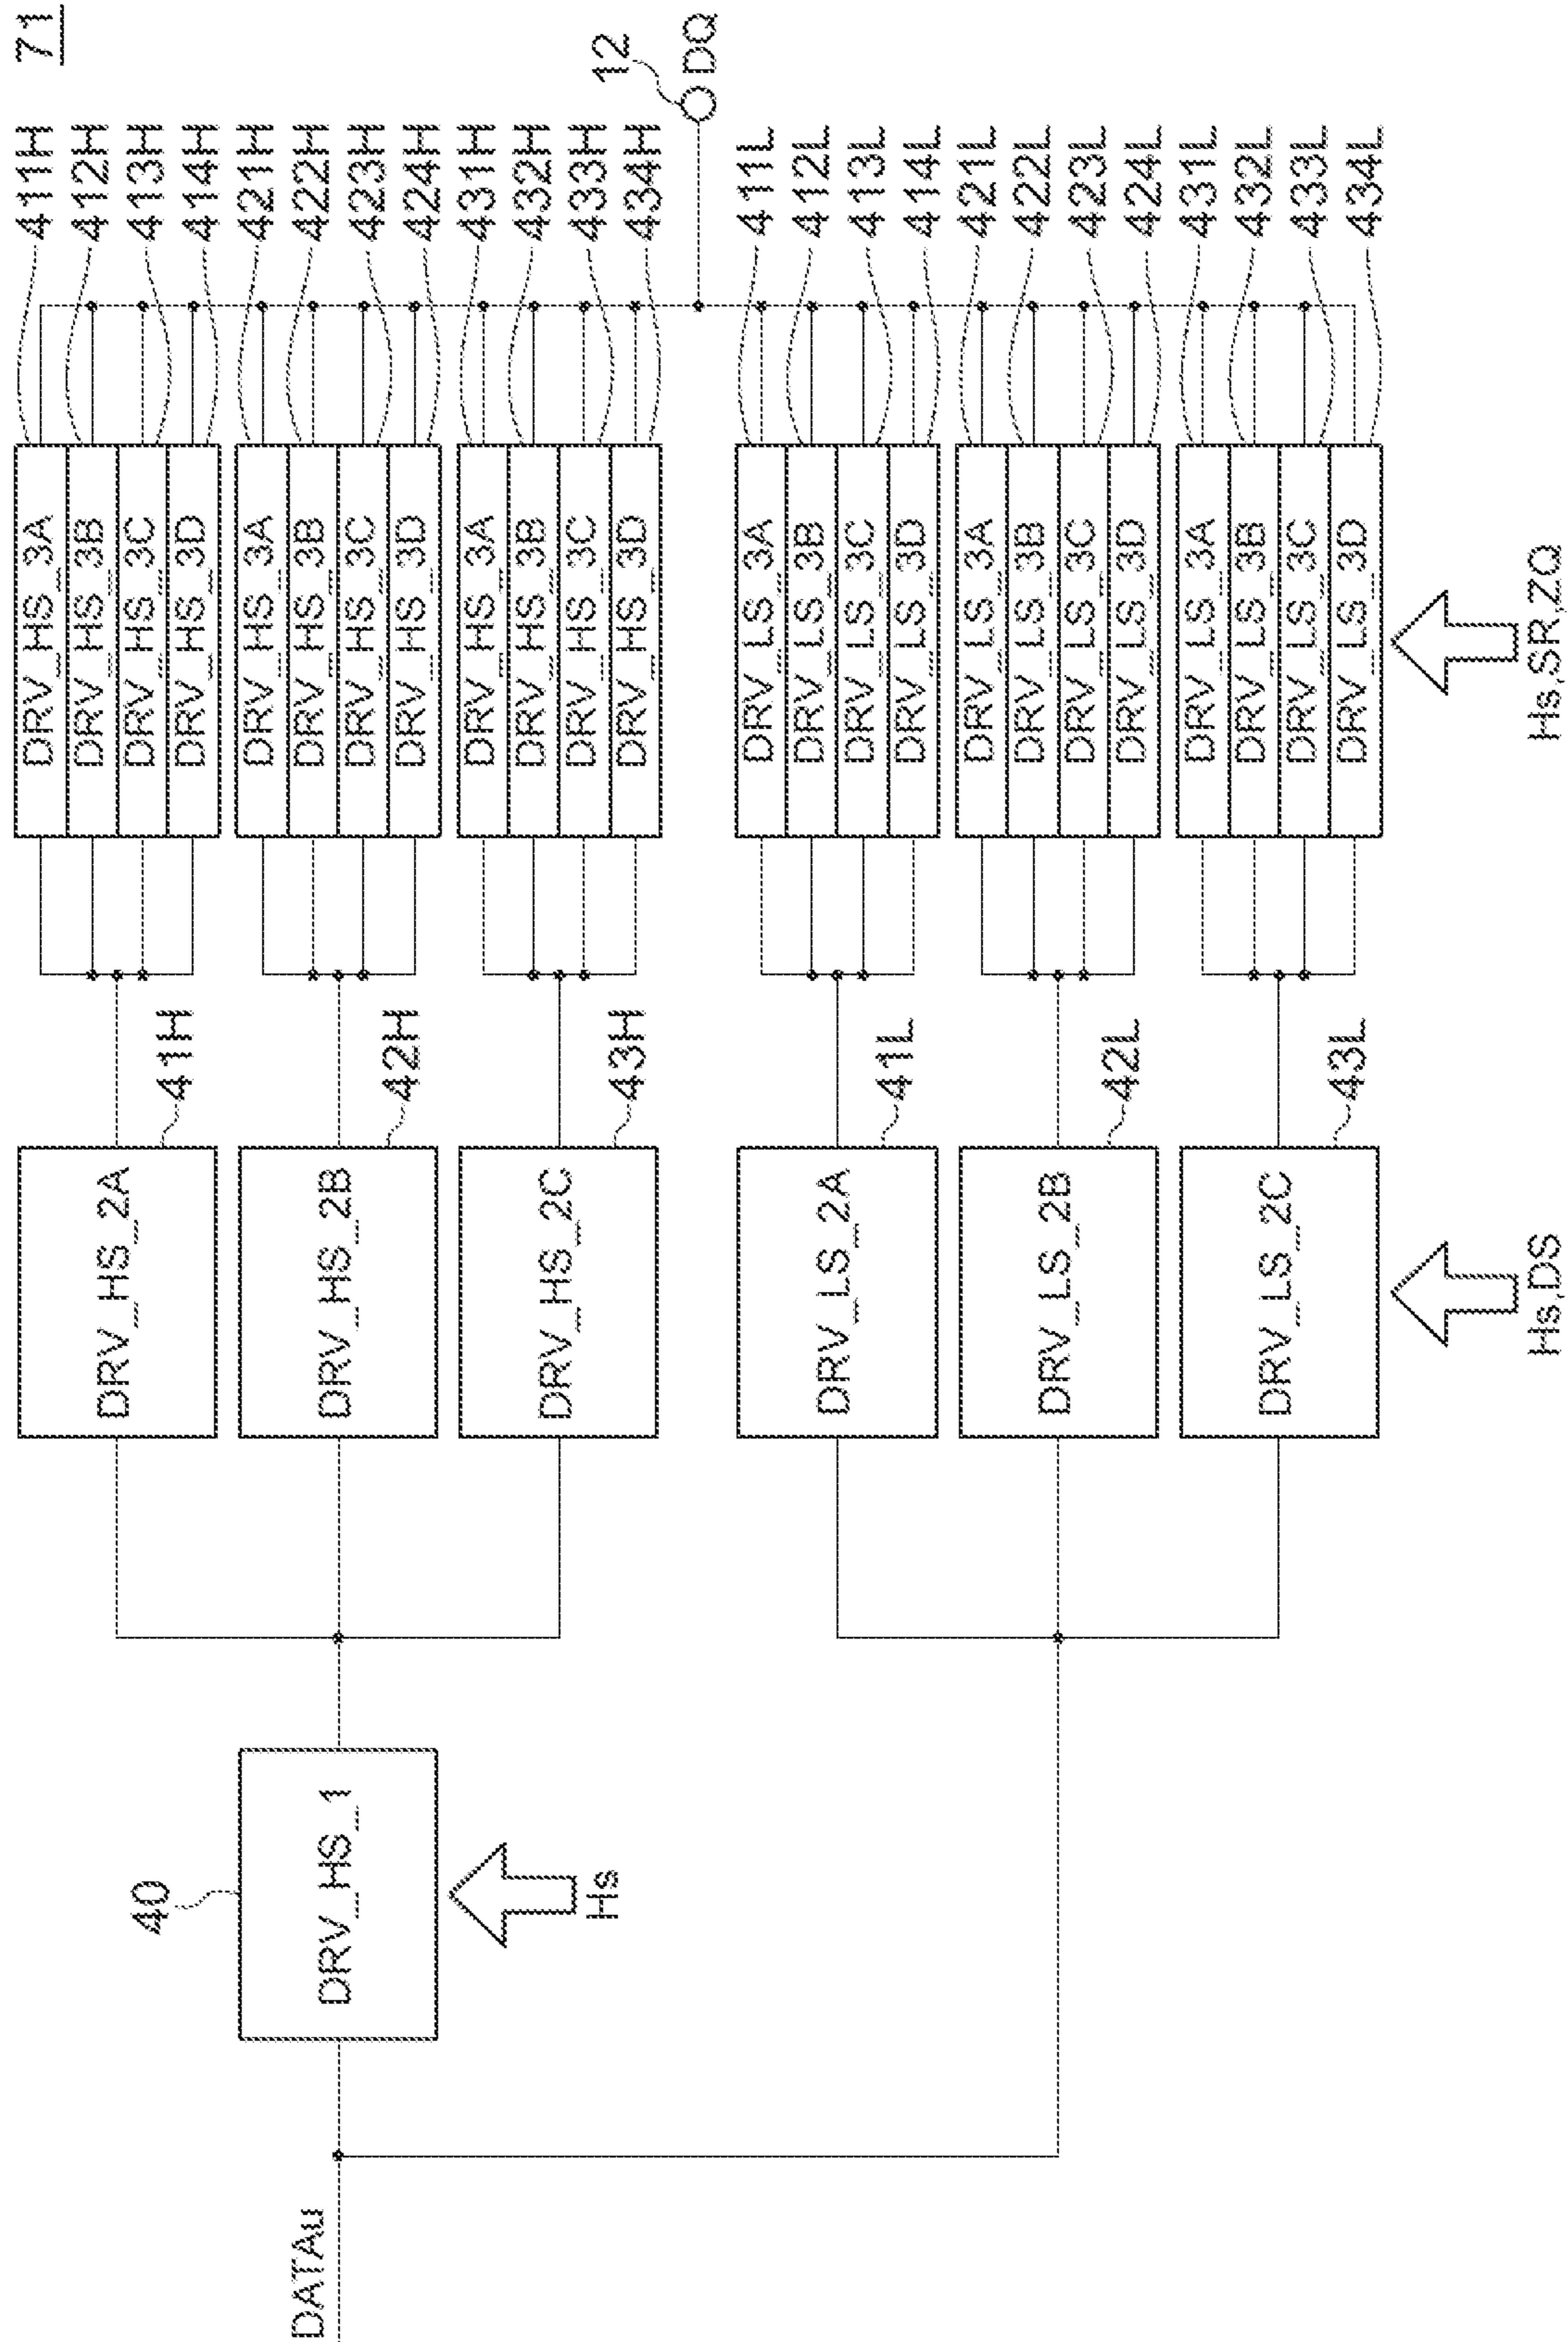 71
DATAu
40
DRV_HS_1
Hs
DRV_HS_2A
41H
DRV_HS_2B
42H
DRV_HS_2C
43H
DRV_LS_2A
41L
DRV_LS_2B
42L
DRV_LS_2C
43L
Hs,DS
DRV_HS_3A
DRV_HS_3B
DRV_HS_3C
DRV_HS_3D
DRV_HS_3A
DRV_HS_3B
DRV_HS_3C
DRV_HS_3D
DRV_HS_3A
DRV_HS_3B
DRV_HS_3C
DRV_HS_3D
DRV_LS_3A
DRV_LS_3B
DRV_LS_3C
DRV_LS_3D
DRV_LS_3A
DRV_LS_3B
DRV_LS_3C
DRV_LS_3D
DRV_LS_3A
DRV_LS_3B
DRV_LS_3C
DRV_LS_3D
Hs,SR,ZQ
411H
412H
413H
414H
421H
422H
423H
424H
431H
432H
433H
434H
12
DQ
411L
412L
413L
414L
421L
422L
423L
424L
431L
432L
433L
434L